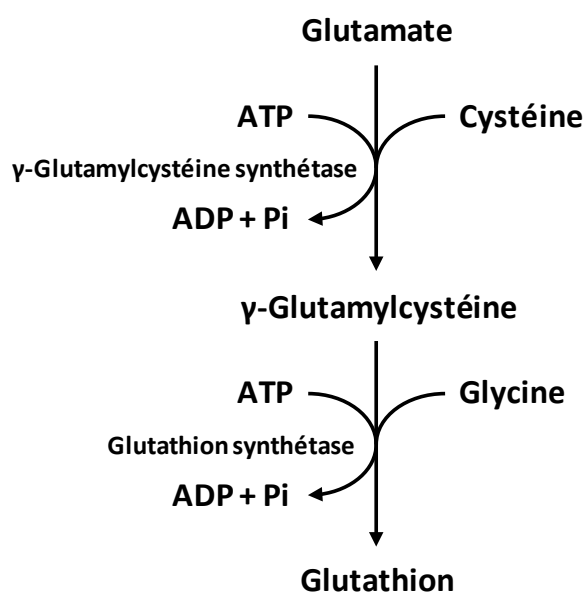 Glutamate
ATP
Cystéine
γ-Glutamylcystéine synthétase
ADP + Pi
γ-Glutamylcystéine
ATP
Glycine
Glutathion synthétase
ADP + Pi
Glutathion